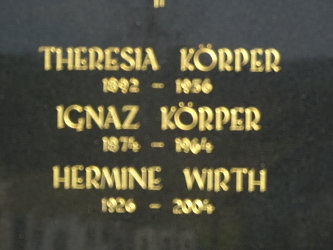 THERESIA KÖRPER
1892 - 1956
IGNAZ KÖRPER
1874 - 1964
HERMINE WIRTH
1926 - 2004